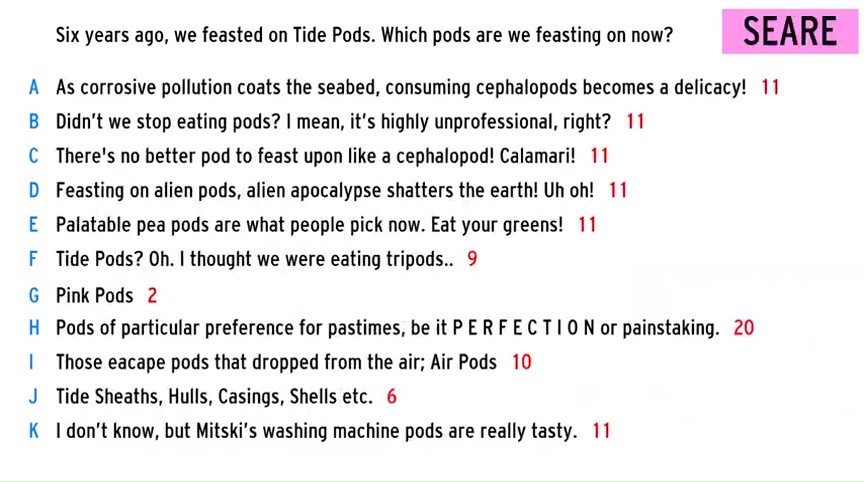 Six years ago, we feasted on Tide Pods. Which pods are we feasting on now?
SEARE
A As corrosive pollution coats the seabed, consuming cephalopods becomes a delicacy! 11
B Didn't we stop eating pods? I mean, it's highly unprofessional, right? 11
C There's no better pod to feast upon like a cephalopod! Calamari! 11
D Feasting on alien pods, alien apocalypse shatters the earth! Uh oh! 11
E Palatable pea pods are what people pick now. Eat your greens! 11
F Tide Pods? Oh. I thought we were eating tripods.. 9
G Pink Pods 2
H Pods of particular preference for pastimes, be it P E R F E C T I O N or painstaking. 20
I Those eacape pods that dropped from the air; Air Pods 10
J Tide Sheaths, Hulls, Casings, Shells etc. 6
K I don't know, but Mitski's washing machine pods are really tasty. 11